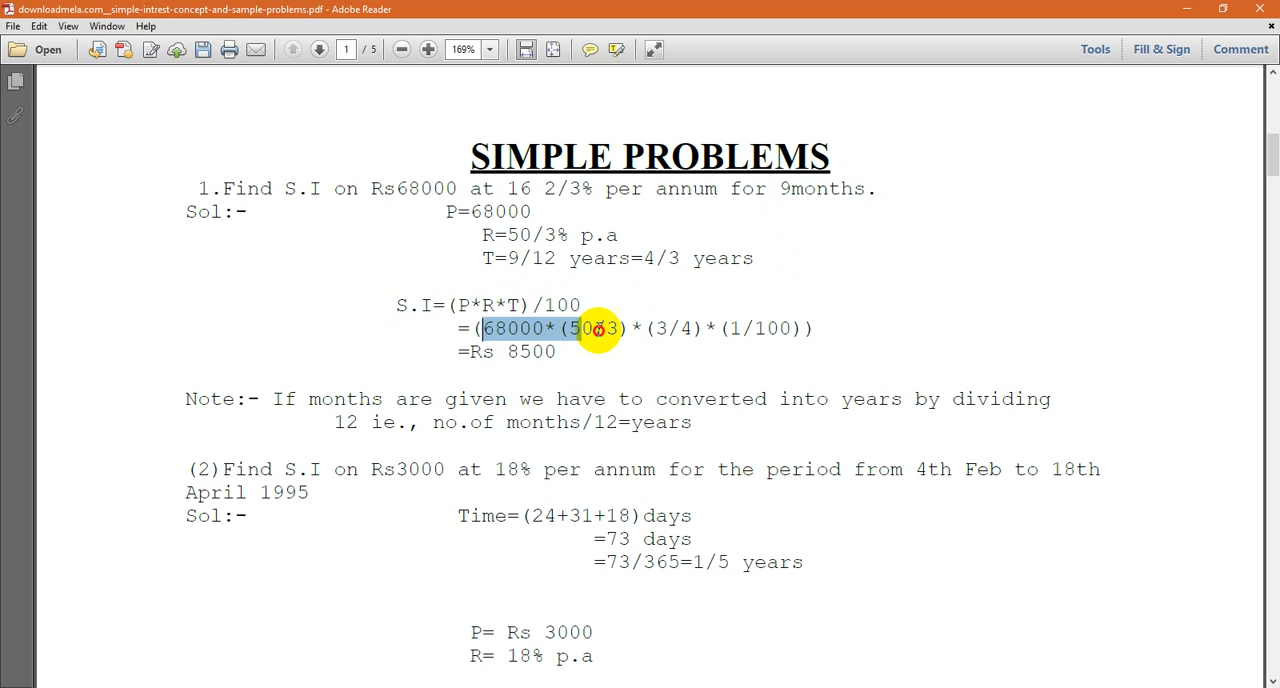 downloadmela.com__simple-intrest-concept-and-sample-problems.pdf - Adobe Reader
File Edit View Window Help
Open 1 / 5 169% Tools Fill & Sign Comment
SIMPLE PROBLEMS
1.Find S.I on Rs68000 at 16 2/3% per annum for 9months.
Sol:- P=68000
R=50/3% p.a
T=9/12 years=4/3 years
S.I=(P*R*T)/100
=(68000*(50/3)*(3/4)*(1/100))
=Rs 8500
Note:- If months are given we have to converted into years by dividing
12 ie., no.of months/12=years
(2)Find S.I on Rs3000 at 18% per annum for the period from 4th Feb to 18th
April 1995
Sol:- Time=(24+31+18)days
=73 days
=73/365=1/5 years
P= Rs 3000
R= 18% p.a